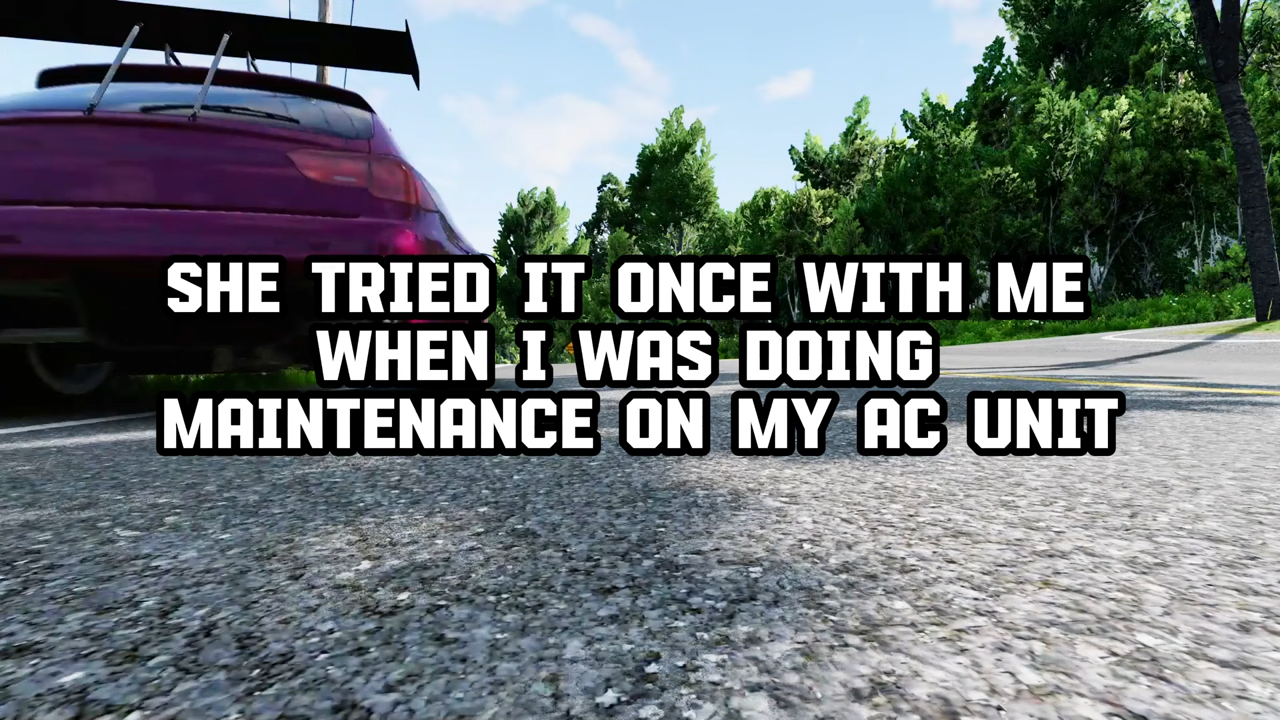 SHE TRIED IT ONCE WITH ME
WHEN I WAS DOING
MAINTENANCE ON MY AC UNIT